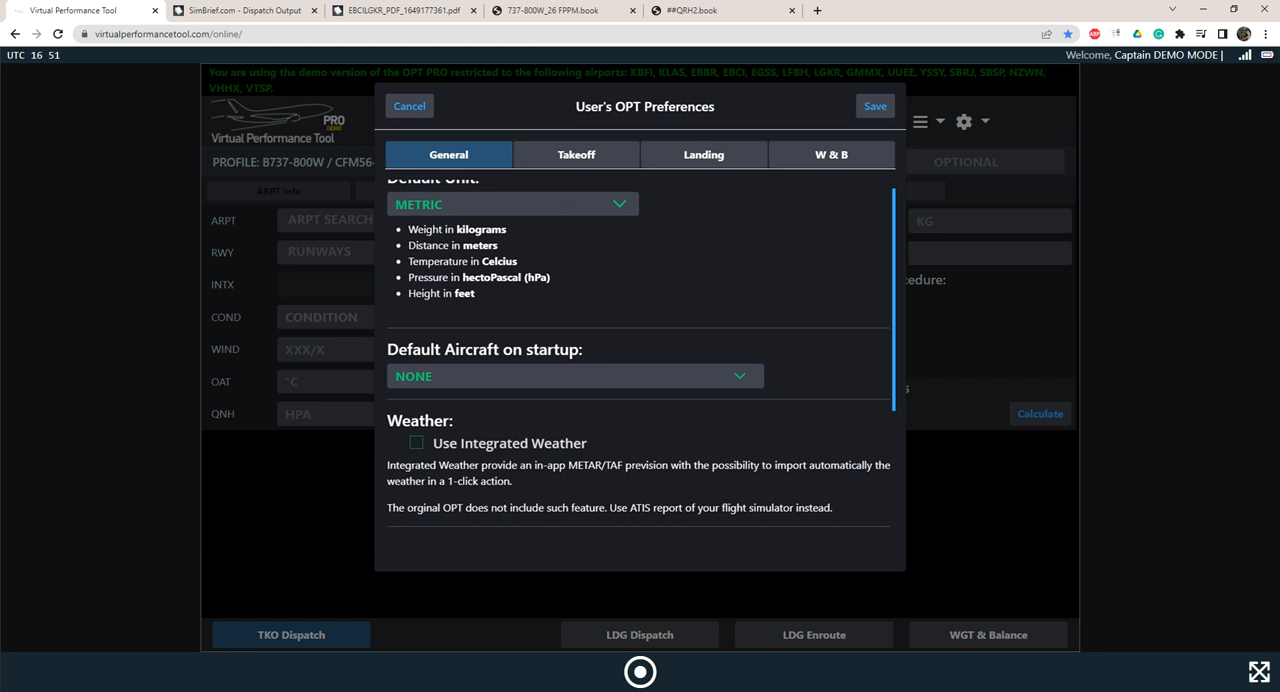 Virtual Performance Tool
SimBrief.com - Dispatch Output
EBCILGKR_PDF_1649177361.pdf
737-800W_26 FPPM.book
##QRH2.book
virtualperformancetool.com/online/
UTC 16 51
Welcome, Captain DEMO MODE |
You are using the demo version of the OPT PRO restricted to the following airports: KBFI, KLAS, EBBR, EBCI, EGSS, LFBH, LGKR, GMMX, UUEE, YSSY, SBRJ, SBSP, NZWN,
VHHX, VTSP.
PRO
DEMO
Virtual Performance Tool
Cancel
User's OPT Preferences
Save
PROFILE: B737-800W / CFM56-
OPTIONAL
General
Takeoff
Landing
W & B
ARPT Info
Default Unit:
METRIC
Weight in kilograms
Distance in meters
Temperature in Celcius
Pressure in hectoPascal (hPa)
Height in feet
ARPT
ARPT SEARCH
KG
RWY
RUNWAYS
INTX
cedure:
COND
CONDITION
WIND
XXX/X
OAT
°C
QNH
HPA
Default Aircraft on startup:
NONE
s
Calculate
Weather:
Use Integrated Weather
Integrated Weather provide an in-app METAR/TAF prevision with the possibility to import automatically the
weather in a 1-click action.
The orginal OPT does not include such feature. Use ATIS report of your flight simulator instead.
TKO Dispatch
LDG Dispatch
LDG Enroute
WGT & Balance